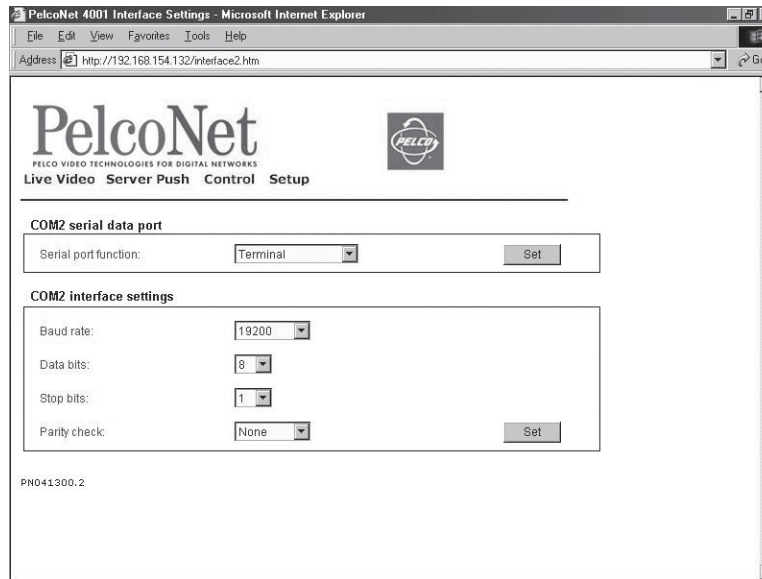 PelcoNet 4001 Interface Settings - Microsoft Internet Explorer
File Edit View Favorites Tools Help
Address http://192.168.154.132/interface2.htm
PelcoNet
PELCO VIDEO TECHNOLOGIES FOR DIGITAL NETWORKS
PELCO
Live Video Server Push Control Setup
COM2 serial data port
Serial port function: Terminal Set
COM2 interface settings
Baud rate: 19200
Data bits: 8
Stop bits: 1
Parity check: None Set
PN041300.2